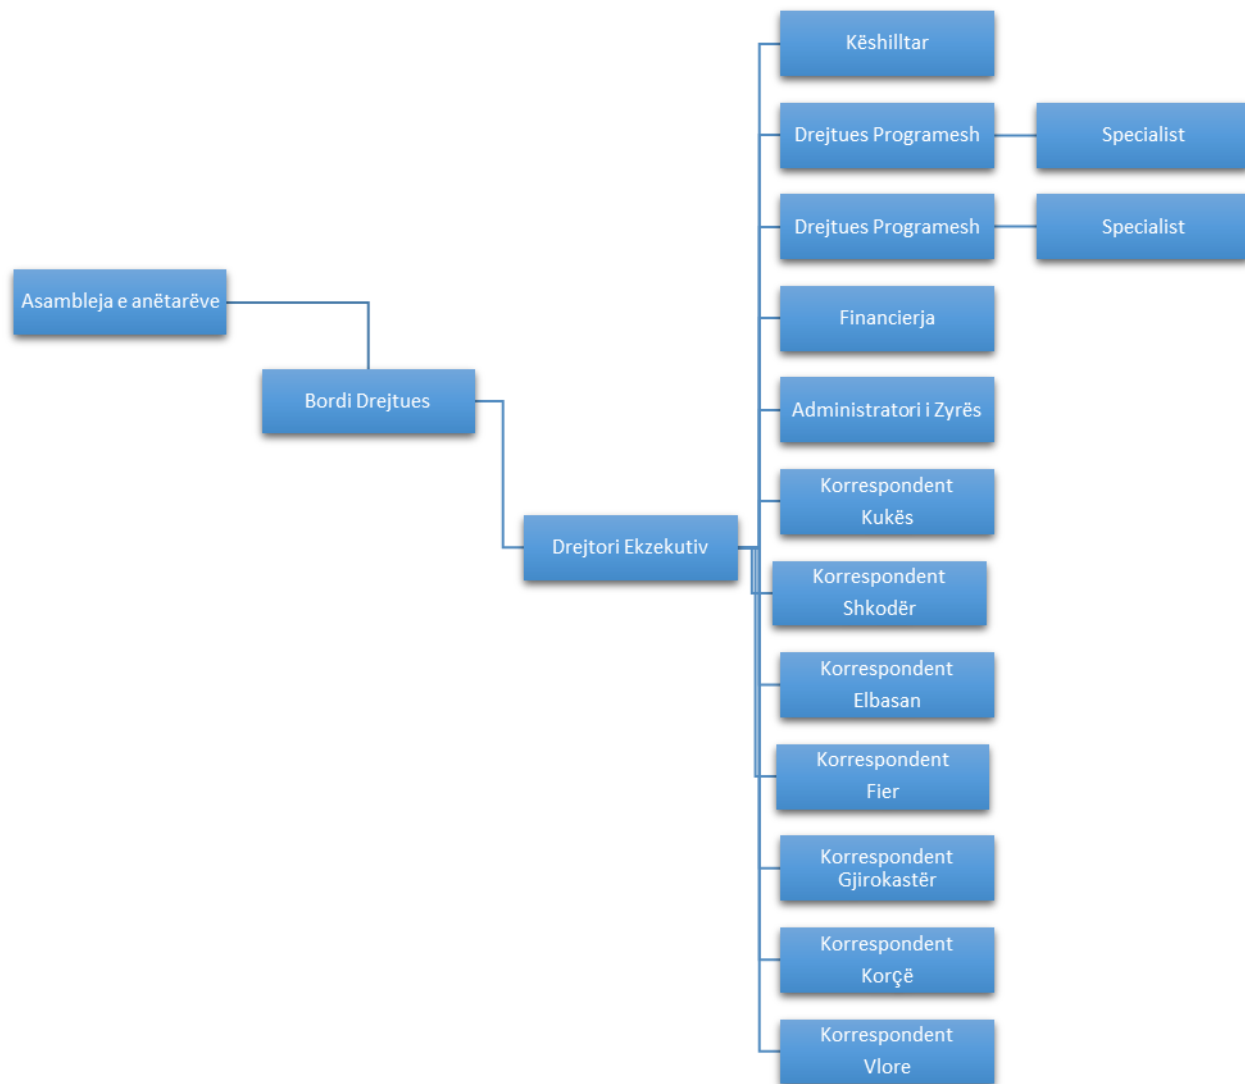 Këshilltar
Drejtues Programesh
Specialist
Drejtues Programesh
Specialist
Asambleja e anëtarëve
Financierja
Bordi Drejtues
Administratori i Zyrës
Korrespondent
Kukës
Drejtori Ekzekutiv
Korrespondent
Shkodër
Korrespondent
Elbasan
Korrespondent
Fier
Korrespondent
Gjirokastër
Korrespondent
Korçë
Korrespondent
Vlore